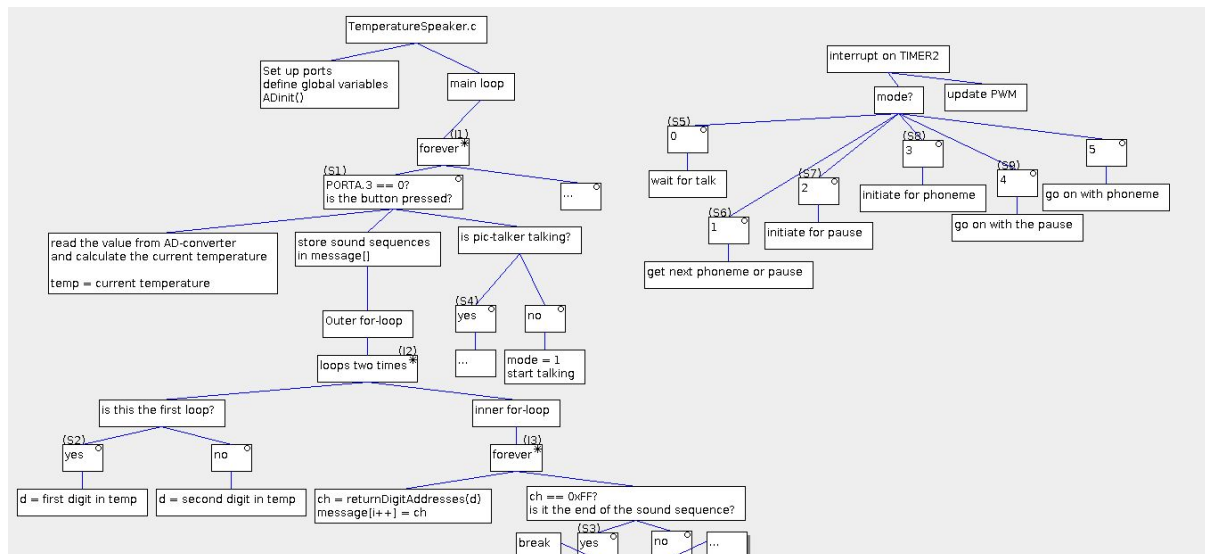 TemperatureSpeaker.c
Set up ports
define global variables
ADinit()
main loop
(I1)
forever*
(S1)
PORTA.3 == 0?
is the button pressed?
...
read the value from AD-converter
and calculate the current temperature
temp = current temperature
store sound sequences
in message[]
is pic-talker talking?
(S4)
yes
no
...
mode = 1
start talking
Outer for-loop
(I2)
loops two times*
is this the first loop?
inner for-loop
(S2)
yes
no
d = first digit in temp
d = second digit in temp
(I3)
forever*
ch = returnDigitAddresses(d)
message[i++] = ch
ch == 0xFF?
is it the end of the sound sequence?
(S3)
break
yes
no
...
interrupt on TIMER2
mode?
update PWM
(S5)
0
wait for talk
(S6)
1
get next phoneme or pause
(S7)
2
initiate for pause
(S8)
3
initiate for phoneme
(S9)
4
go on with the pause
5
go on with phoneme